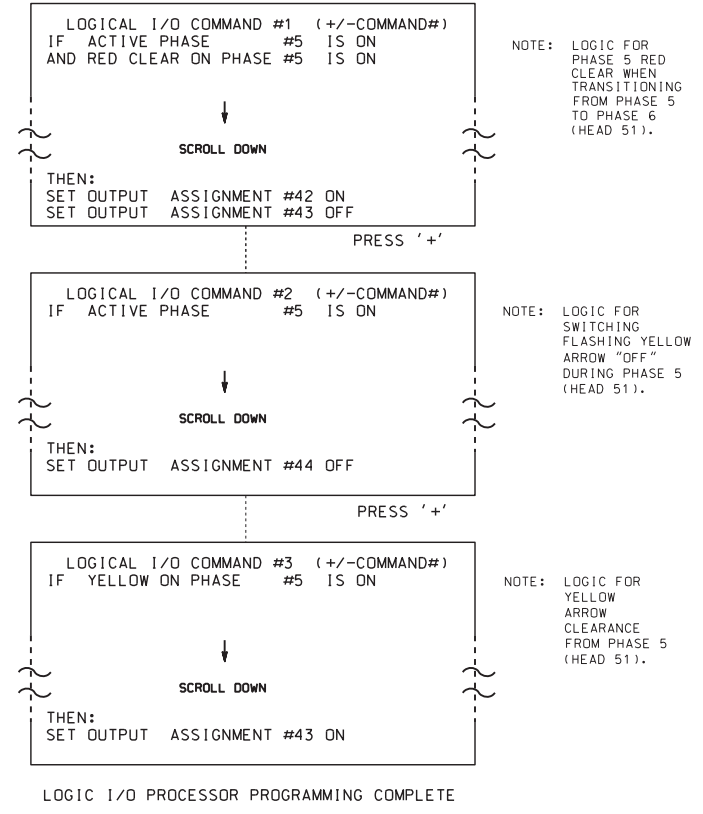 LOGICAL I/O COMMAND #1 (+/-COMMAND#)
IF ACTIVE PHASE #5 IS ON
AND RED CLEAR ON PHASE #5 IS ON
SCROLL DOWN
THEN:
SET OUTPUT ASSIGNMENT #42 ON
SET OUTPUT ASSIGNMENT #43 OFF
NOTE: LOGIC FOR
PHASE 5 RED
CLEAR WHEN
TRANSITIONING
FROM PHASE 5
TO PHASE 6
(HEAD 51).
PRESS '+'
LOGICAL I/O COMMAND #2 (+/-COMMAND#)
IF ACTIVE PHASE #5 IS ON
SCROLL DOWN
THEN:
SET OUTPUT ASSIGNMENT #44 OFF
NOTE: LOGIC FOR
SWITCHING
FLASHING YELLOW
ARROW "OFF"
DURING PHASE 5
(HEAD 51).
PRESS '+'
LOGICAL I/O COMMAND #3 (+/-COMMAND#)
IF YELLOW ON PHASE #5 IS ON
SCROLL DOWN
THEN:
SET OUTPUT ASSIGNMENT #43 ON
NOTE: LOGIC FOR
YELLOW
ARROW
CLEARANCE
FROM PHASE 5
(HEAD 51).
LOGIC I/O PROCESSOR PROGRAMMING COMPLETE